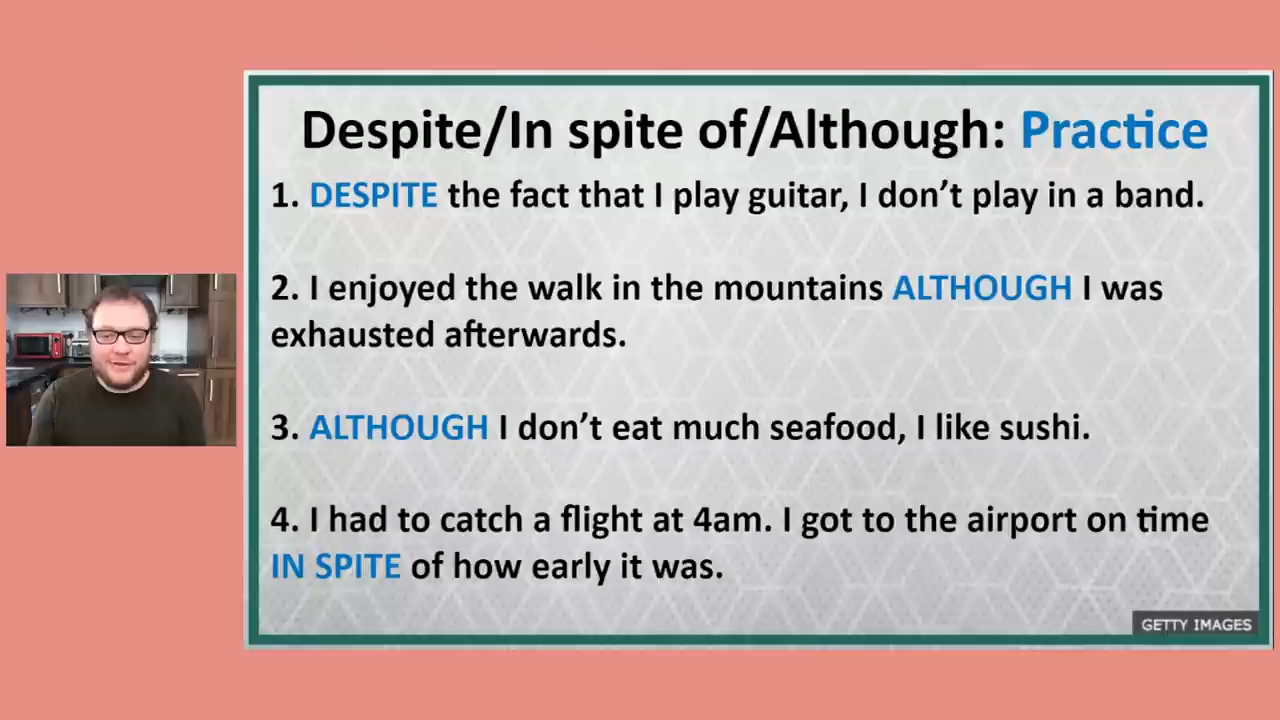 Despite/In spite of/Although: Practice
1. DESPITE the fact that I play guitar, I don’t play in a band.
2. I enjoyed the walk in the mountains ALTHOUGH I was
exhausted afterwards.
3. ALTHOUGH I don’t eat much seafood, I like sushi.
4. I had to catch a flight at 4am. I got to the airport on time
IN SPITE of how early it was.
GETTY IMAGES